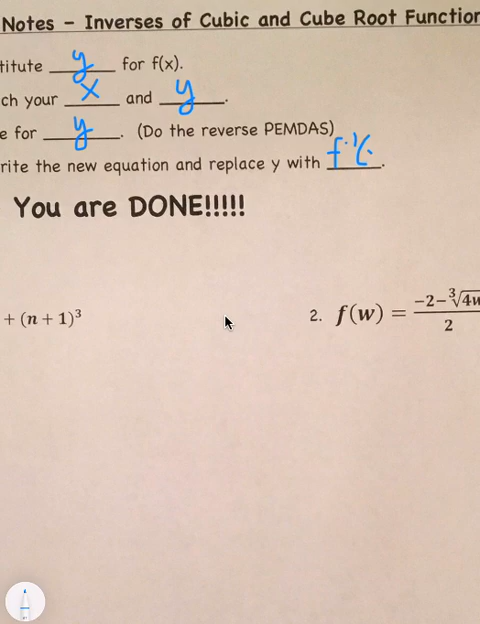 Notes – Inverses of Cubic and Cube Root Function
titute y for f(x).
ch your x and y.
e for y. (Do the reverse PEMDAS)
rite the new equation and replace y with f⁻¹(.
You are DONE!!!!!
+ (n + 1)³
2. f(w) = −2−∛4w / 2